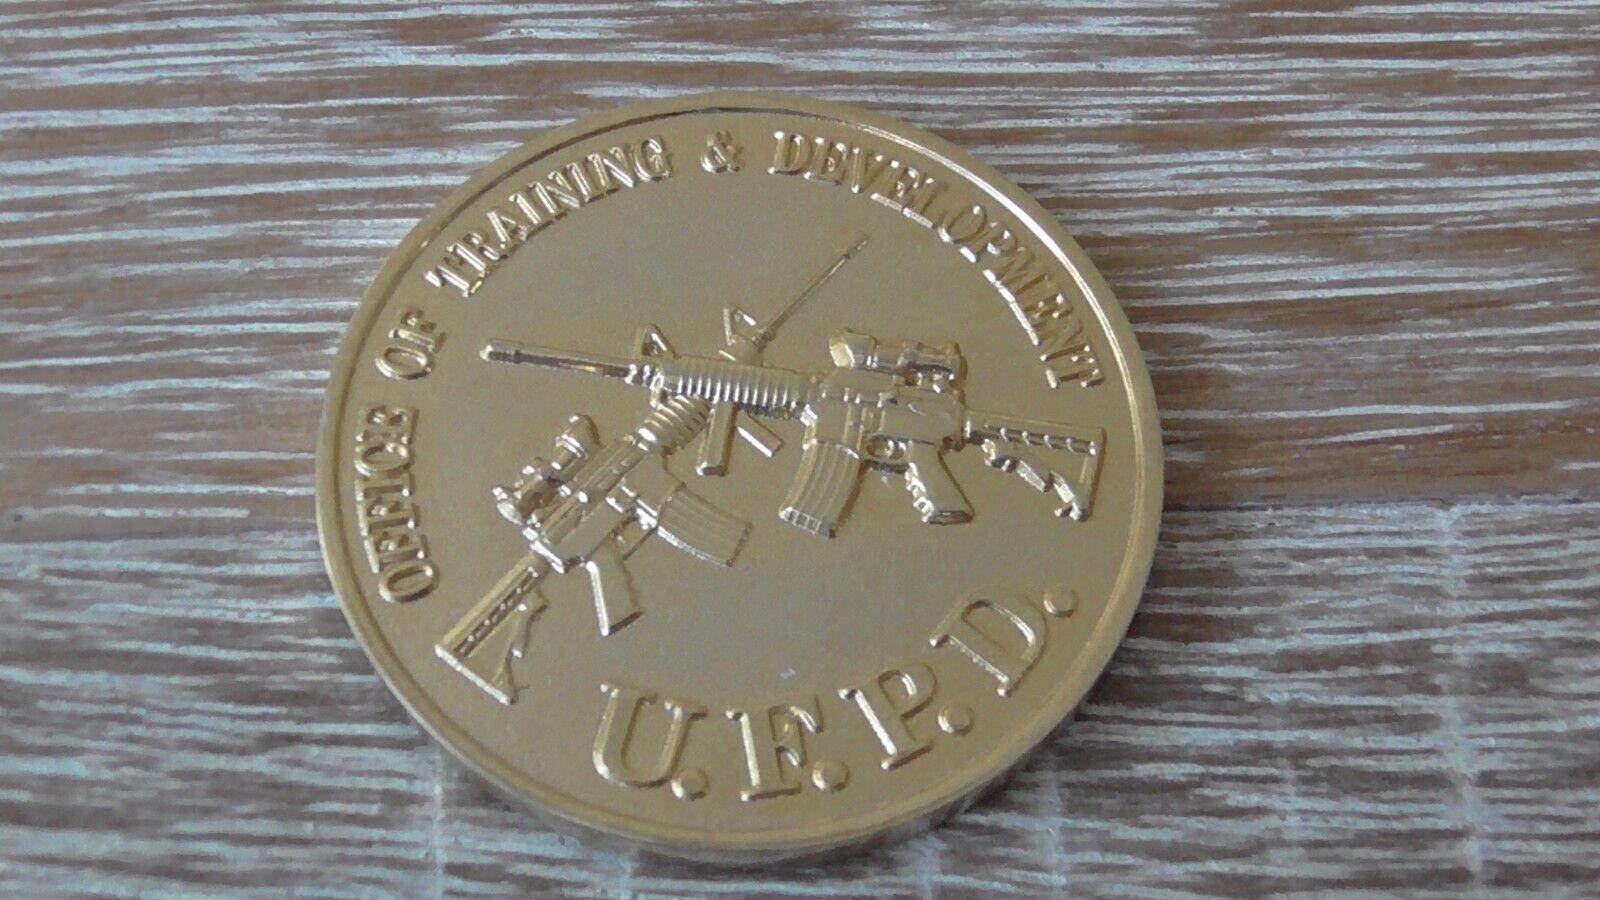 OFFICE OF TRAINING & DEVELOPMENT
U.F.P.D.